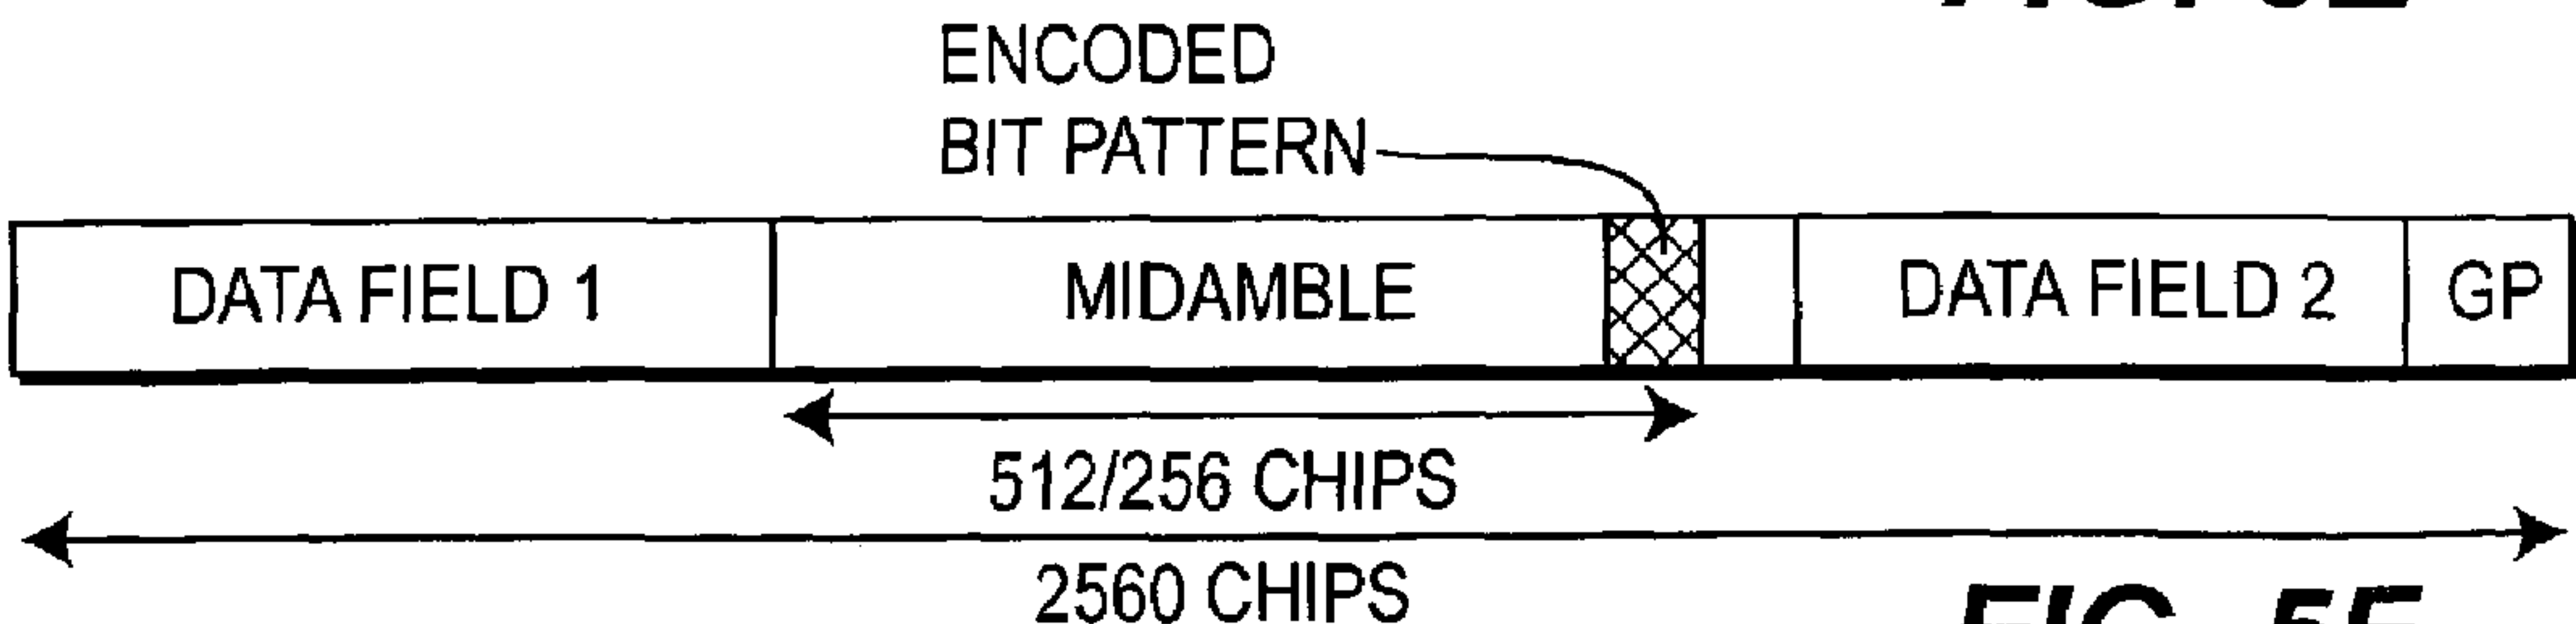 ENCODED
BIT PATTERN
DATA FIELD 1 MIDAMBLE DATA FIELD 2 GP
512/256 CHIPS
2560 CHIPS